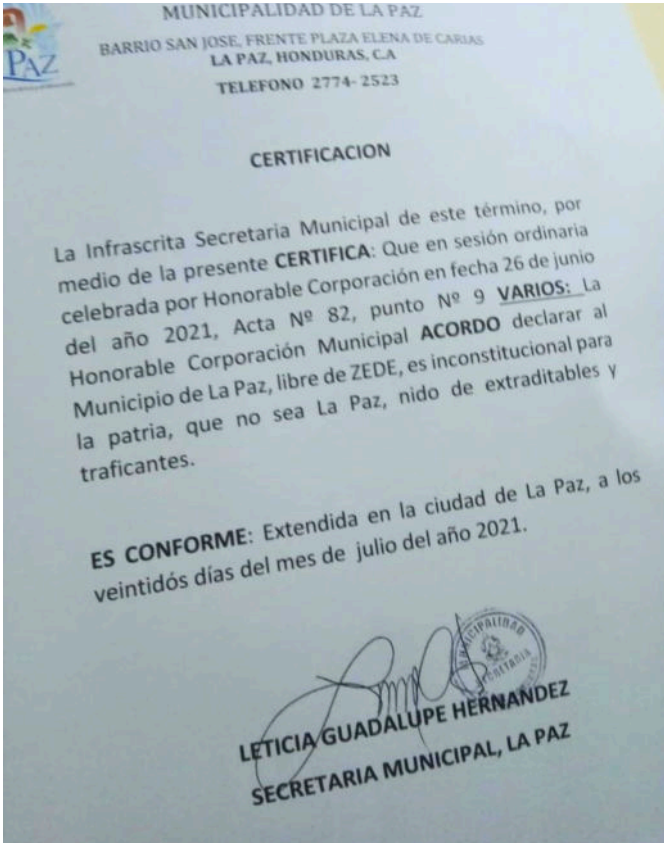 MUNICIPALIDAD DE LA PAZ
PAZ
BARRIO SAN JOSE, FRENTE PLAZA ELENA DE CARIAS
LA PAZ, HONDURAS, C.A
TELEFONO 2774- 2523
CERTIFICACION
La Infrascrita Secretaria Municipal de este término, por
medio de la presente CERTIFICA: Que en sesión ordinaria
celebrada por Honorable Corporación en fecha 26 de junio
del año 2021, Acta Nº 82, punto Nº 9 VARIOS: La
Honorable Corporación Municipal ACORDO declarar al
Municipio de La Paz, libre de ZEDE, es inconstitucional para
la patria, que no sea La Paz, nido de extraditables y
traficantes.
ES CONFORME: Extendida en la ciudad de La Paz, a los
veintidós días del mes de julio del año 2021.
MUNICIPALIDAD
SECRETARIA
LETICIA GUADALUPE HERNANDEZ
SECRETARIA MUNICIPAL, LA PAZ